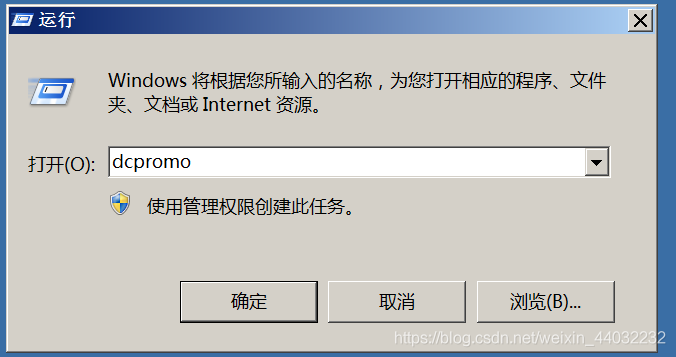 运行
Windows 将根据您所输入的名称，为您打开相应的程序、文件
夹、文档或 Internet 资源。
打开(O): dcpromo
使用管理权限创建此任务。
确定 取消 浏览(B)...
https://blog.csdn.net/weixin_44032232